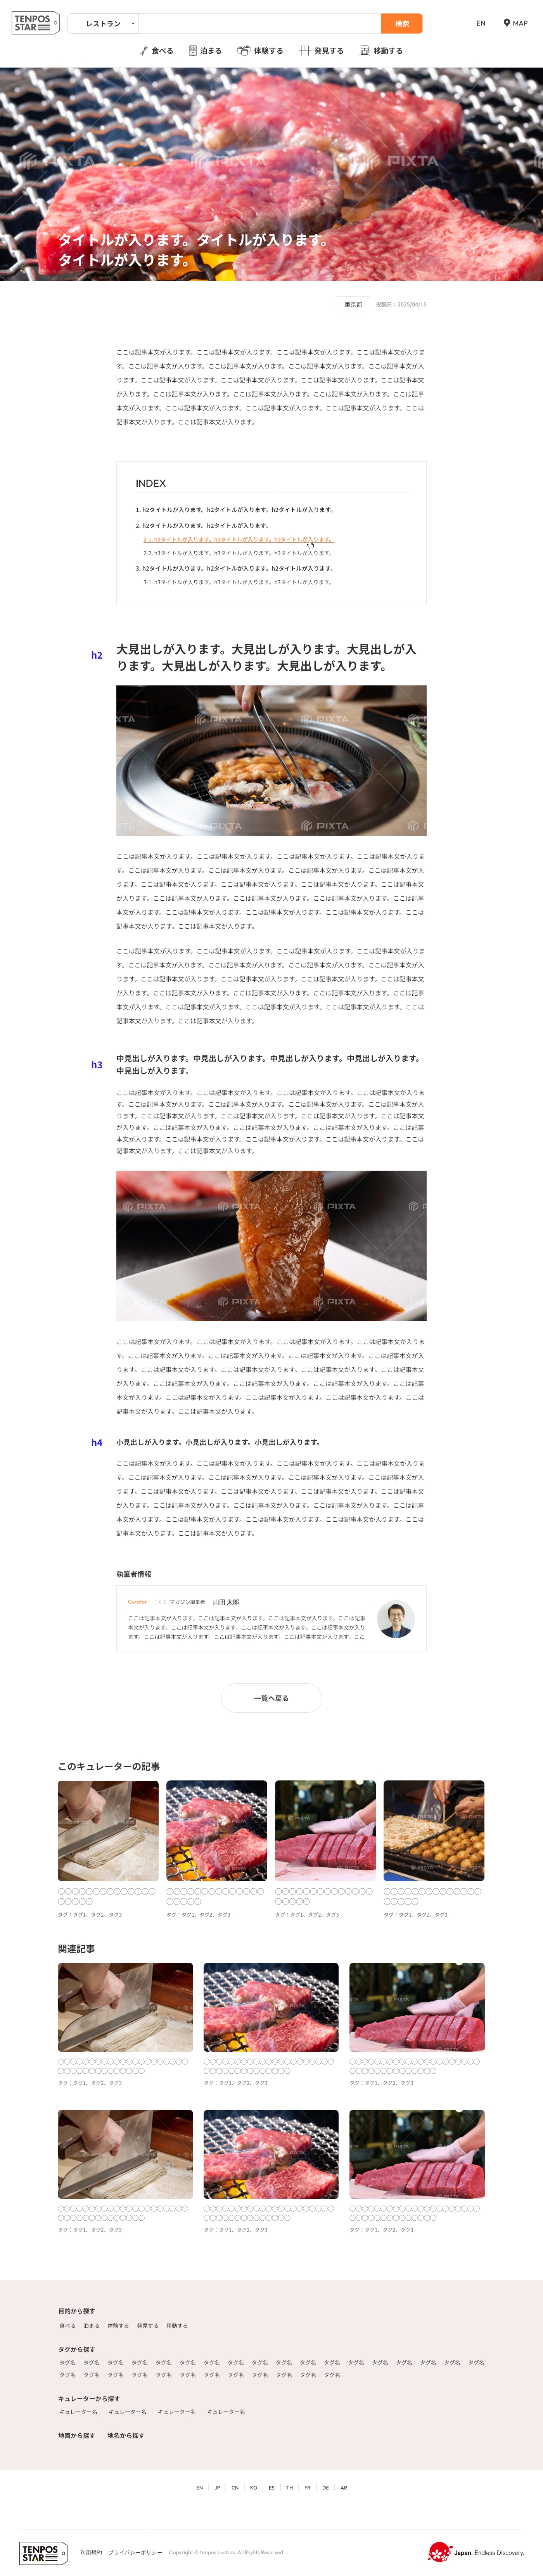 TENPOS
STAR
レストラン
検索
EN
MAP
食べる
泊まる
体験する
発見する
移動する
PIXTA
PIXTA
タイトルが入ります。タイトルが入ります。
タイトルが入ります。
東京都
投稿日：2025/04/15
ここは記事本文が入ります。ここは記事本文が入ります。ここは記事本文が入ります。ここは記事本文が入りま
す。ここは記事本文が入ります。ここは記事本文が入ります。ここは記事本文が入ります。ここは記事本文が入
ります。ここは記事本文が入ります。ここは記事本文が入ります。ここは記事本文が入ります。ここは記事本文
が入ります。ここは記事本文が入ります。ここは記事本文が入ります。ここは記事本文が入ります。ここは記事
本文が入ります。ここは記事本文が入ります。ここは記事本文が入ります。ここは記事本文が入ります。ここは
記事本文が入ります。ここは記事本文が入ります。
INDEX
1. h2タイトルが入ります。h2タイトルが入ります。h2タイトルが入ります。
2. h2タイトルが入ります。h2タイトルが入ります。
2-1. h3タイトルが入ります。h3タイトルが入ります。h3タイトルが入ります。
2-2. h3タイトルが入ります。h3タイトルが入ります。h3タイトルが入ります。
3. h2タイトルが入ります。h2タイトルが入ります。h2タイトルが入ります。
3-1. h3タイトルが入ります。h3タイトルが入ります。h3タイトルが入ります。
h2
大見出しが入ります。大見出しが入ります。大見出しが入
ります。大見出しが入ります。大見出しが入ります。
PIXTA
PIXTA
PIXTA
PIXTA
ここは記事本文が入ります。ここは記事本文が入ります。ここは記事本文が入ります。ここは記事本文が入りま
す。ここは記事本文が入ります。ここは記事本文が入ります。ここは記事本文が入ります。ここは記事本文が入
ります。ここは記事本文が入ります。ここは記事本文が入ります。ここは記事本文が入ります。ここは記事本文
が入ります。ここは記事本文が入ります。ここは記事本文が入ります。ここは記事本文が入ります。ここは記事
本文が入ります。ここは記事本文が入ります。ここは記事本文が入ります。ここは記事本文が入ります。ここは
記事本文が入ります。ここは記事本文が入ります。
ここは記事本文が入ります。ここは記事本文が入ります。ここは記事本文が入ります。ここは記事本文が入りま
す。ここは記事本文が入ります。ここは記事本文が入ります。ここは記事本文が入ります。ここは記事本文が入
ります。ここは記事本文が入ります。ここは記事本文が入ります。ここは記事本文が入ります。ここは記事本文
が入ります。ここは記事本文が入ります。ここは記事本文が入ります。ここは記事本文が入ります。ここは記事
本文が入ります。ここは記事本文が入ります。ここは記事本文が入ります。ここは記事本文が入ります。ここは
記事本文が入ります。ここは記事本文が入ります。
h3
中見出しが入ります。中見出しが入ります。中見出しが入ります。中見出しが入ります。
中見出しが入ります。
ここは記事本文が入ります。ここは記事本文が入ります。ここは記事本文が入ります。ここは記事本文が入りま
す。ここは記事本文が入ります。ここは記事本文が入ります。ここは記事本文が入ります。ここは記事本文が入
ります。ここは記事本文が入ります。ここは記事本文が入ります。ここは記事本文が入ります。ここは記事本文
が入ります。ここは記事本文が入ります。ここは記事本文が入ります。ここは記事本文が入ります。ここは記事
本文が入ります。ここは記事本文が入ります。ここは記事本文が入ります。ここは記事本文が入ります。ここは
記事本文が入ります。ここは記事本文が入ります。
PIXTA
PIXTA
PIXTA
PIXTA
ここは記事本文が入ります。ここは記事本文が入ります。ここは記事本文が入ります。ここは記事本文が入りま
す。ここは記事本文が入ります。ここは記事本文が入ります。ここは記事本文が入ります。ここは記事本文が入
ります。ここは記事本文が入ります。ここは記事本文が入ります。ここは記事本文が入ります。ここは記事本文
が入ります。ここは記事本文が入ります。ここは記事本文が入ります。ここは記事本文が入ります。ここは記事
本文が入ります。ここは記事本文が入ります。ここは記事本文が入ります。ここは記事本文が入ります。ここは
記事本文が入ります。ここは記事本文が入ります。
h4
小見出しが入ります。小見出しが入ります。小見出しが入ります。
ここは記事本文が入ります。ここは記事本文が入ります。ここは記事本文が入ります。ここは記事本文が入りま
す。ここは記事本文が入ります。ここは記事本文が入ります。ここは記事本文が入ります。ここは記事本文が入
ります。ここは記事本文が入ります。ここは記事本文が入ります。ここは記事本文が入ります。ここは記事本文
が入ります。ここは記事本文が入ります。ここは記事本文が入ります。ここは記事本文が入ります。ここは記事
本文が入ります。ここは記事本文が入ります。ここは記事本文が入ります。ここは記事本文が入ります。ここは
記事本文が入ります。ここは記事本文が入ります。
執筆者情報
Curator 〇〇〇マガジン編集者 山田 太郎
ここは記事本文が入ります。ここは記事本文が入ります。ここは記事本文が入ります。ここは記事
本文が入ります。ここは記事本文が入ります。ここは記事本文が入ります。ここは記事本文が入り
ます。ここは記事本文が入ります。ここは記事本文が入ります。ここは記事本文が入ります。ここ
一覧へ戻る
このキュレーターの記事
〇〇〇〇〇〇〇〇〇〇〇〇〇〇
〇〇〇〇〇
タグ：タグ1、タグ2、タグ3
〇〇〇〇〇〇〇〇〇〇〇〇〇〇
〇〇〇〇〇
タグ：タグ1、タグ2、タグ3
〇〇〇〇〇〇〇〇〇〇〇〇〇〇
〇〇〇〇〇
タグ：タグ1、タグ2、タグ3
〇〇〇〇〇〇〇〇〇〇〇〇〇〇
〇〇〇〇〇
タグ：タグ1、タグ2、タグ3
関連記事
〇〇〇〇〇〇〇〇〇〇〇〇〇〇〇〇〇〇〇〇〇
〇〇〇〇〇〇〇〇〇〇〇〇〇〇
タグ：タグ1、タグ2、タグ3
〇〇〇〇〇〇〇〇〇〇〇〇〇〇〇〇〇〇〇〇〇
〇〇〇〇〇〇〇〇〇〇〇〇〇〇
タグ：タグ1、タグ2、タグ3
〇〇〇〇〇〇〇〇〇〇〇〇〇〇〇〇〇〇〇〇〇
〇〇〇〇〇〇〇〇〇〇〇〇〇〇
タグ：タグ1、タグ2、タグ3
〇〇〇〇〇〇〇〇〇〇〇〇〇〇〇〇〇〇〇〇〇
〇〇〇〇〇〇〇〇〇〇〇〇〇〇
タグ：タグ1、タグ2、タグ3
〇〇〇〇〇〇〇〇〇〇〇〇〇〇〇〇〇〇〇〇〇
〇〇〇〇〇〇〇〇〇〇〇〇〇〇
タグ：タグ1、タグ2、タグ3
〇〇〇〇〇〇〇〇〇〇〇〇〇〇〇〇〇〇〇〇〇
〇〇〇〇〇〇〇〇〇〇〇〇〇〇
タグ：タグ1、タグ2、タグ3
目的から探す
食べる 泊まる 体験する 発見する 移動する
タグから探す
タグ名 タグ名 タグ名 タグ名 タグ名 タグ名 タグ名 タグ名 タグ名 タグ名 タグ名 タグ名 タグ名 タグ名 タグ名 タグ名 タグ名 タグ名
タグ名 タグ名 タグ名 タグ名 タグ名 タグ名 タグ名 タグ名 タグ名 タグ名 タグ名 タグ名
キュレーターから探す
キュレーター名 キュレーター名 キュレーター名 キュレーター名
地図から探す 地名から探す
EN JP CN KO ES TH FR DE AR
TENPOS
STAR
利用規約 プライバシーポリシー Copyright © tenpos busters. All Rights Reserved.
Japan. Endless Discovery.